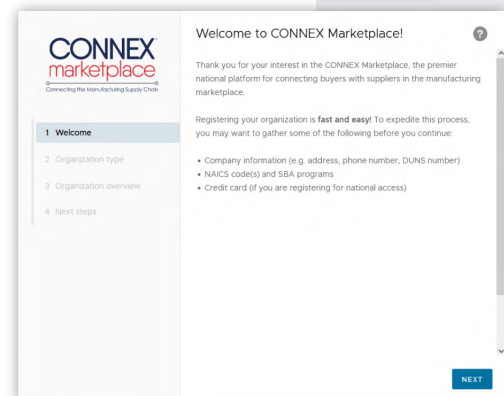 CONNEX
marketplace
Connecting the Manufacturing Supply Chain
1 Welcome
2 Organization type
3 Organization overview
4 Next steps
Welcome to CONNEX Marketplace!
?
Thank you for your interest in the CONNEX Marketplace, the premier
national platform for connecting buyers with suppliers in the manufacturing
marketplace.
Registering your organization is fast and easy! To expedite this process,
you may want to gather some of the following before you continue:
• Company information (e.g. address, phone number, DUNS number)
• NAICS code(s) and SBA programs
• Credit card (if you are registering for national access)
NEXT